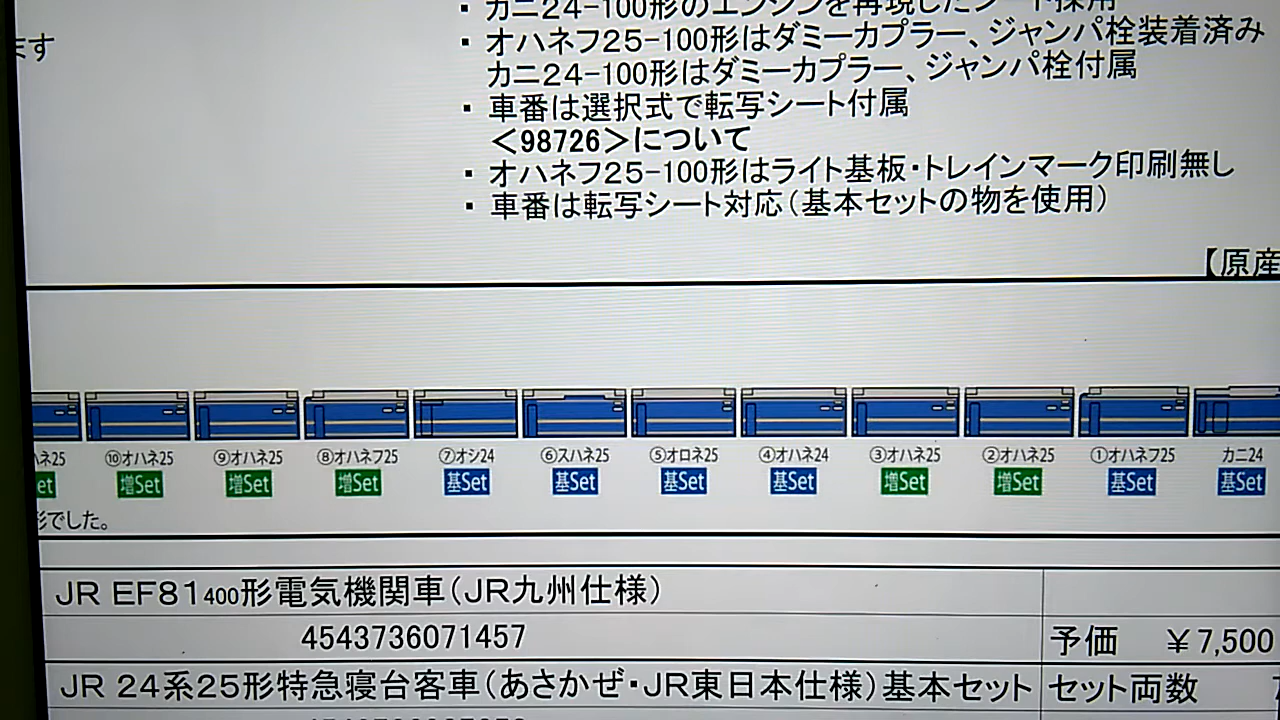 ・カニ24-100形のエンジンを再現したシート採用
ます
・オハネフ25-100形はダミーカプラー、ジャンパ栓装着済み
カニ24-100形はダミーカプラー、ジャンパ栓付属
・車番は選択式で転写シート付属
＜98726＞について
・オハネフ25-100形はライト基板・トレインマーク印刷無し
・車番は転写シート対応（基本セットの物を使用）
【原産
ハネ25 ⑩オハネ25 ⑨オハネ25 ⑧オハネフ25 ⑦オシ24 ⑥スハネ25 ⑤オロネ25 ④オハネ24 ③オハネ25 ②オハネ25 ①オハネフ25 カニ24
Set 増Set 増Set 増Set 基Set 基Set 基Set 基Set 増Set 増Set 基Set 基Set
形でした。
JR EF81 400形電気機関車（JR九州仕様）
4543736071457 予価 ￥7,500
JR 24系25形特急寝台客車（あさかぜ・JR東日本仕様）基本セット セット両数